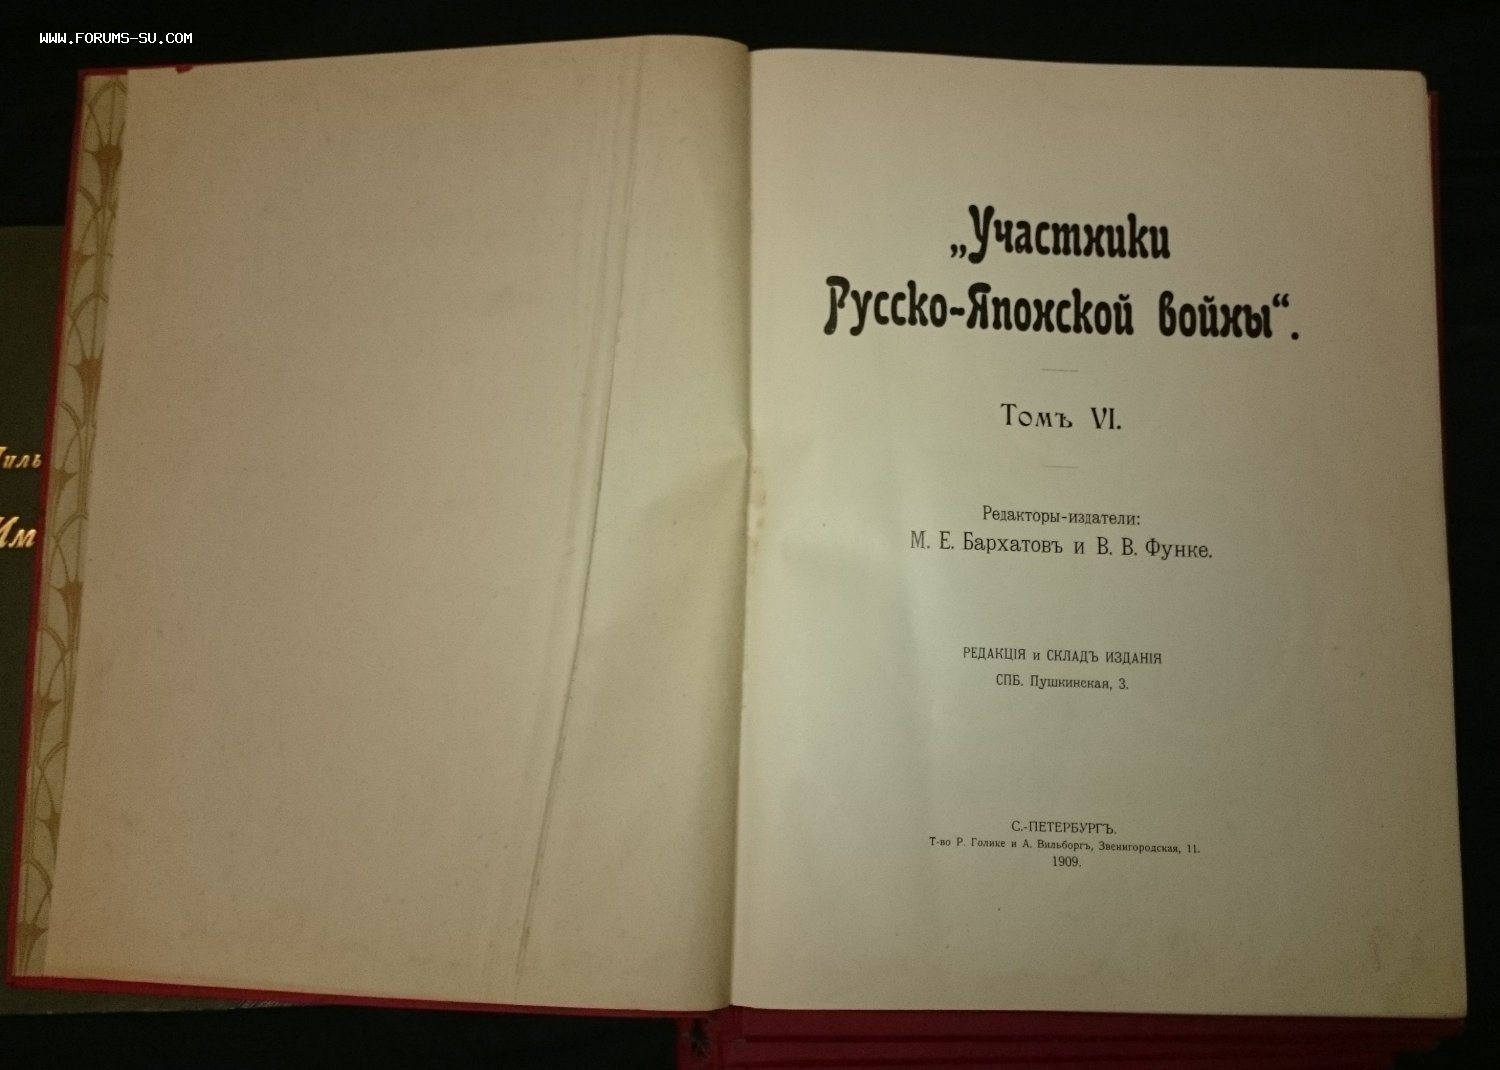 WWW.FORUMS-SU.COM
„Участники
Русско-Японской войны“.
Томъ VI.
Редакторы-издатели:
М. Е. Бархатовъ и В. В. Функе.
РЕДАКЦІЯ и СКЛАДЪ ИЗДАНІЯ
СПБ. Пушкинская, 3.
С.-ПЕТЕРБУРГЪ.
Т-во Р. Голике и А. Вильборгъ, Звенигородская, 11.
1909.